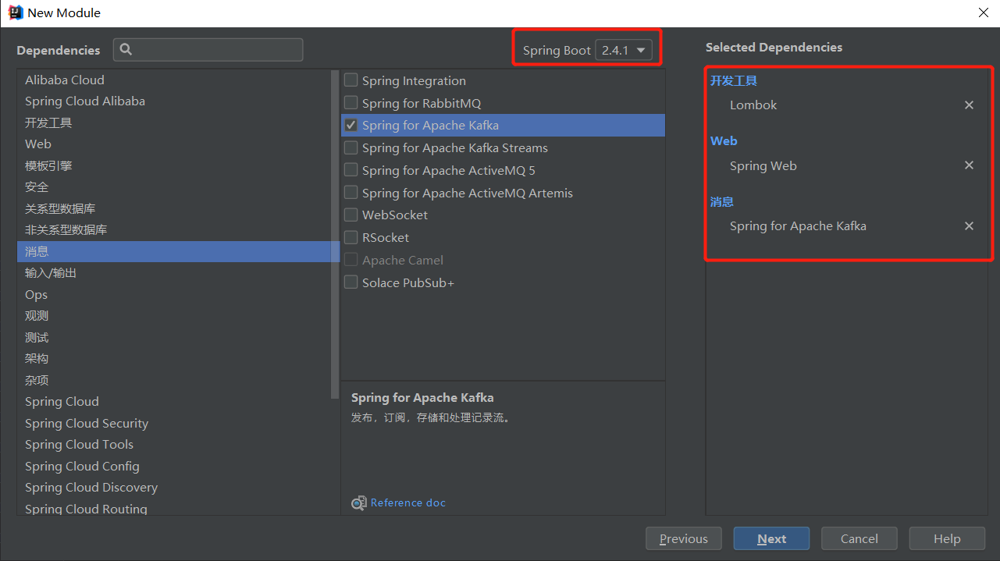 New Module
Dependencies
Spring Boot 2.4.1
Alibaba Cloud
Spring Cloud Alibaba
开发工具
Web
模板引擎
安全
关系型数据库
非关系型数据库
消息
输入/输出
Ops
观测
测试
架构
杂项
Spring Cloud
Spring Cloud Security
Spring Cloud Tools
Spring Cloud Config
Spring Cloud Discovery
Spring Cloud Routing
Spring Integration
Spring for RabbitMQ
Spring for Apache Kafka
Spring for Apache Kafka Streams
Spring for Apache ActiveMQ 5
Spring for Apache ActiveMQ Artemis
WebSocket
RSocket
Apache Camel
Solace PubSub+
Spring for Apache Kafka
发布，订阅，存储和处理记录流。
Reference doc
Selected Dependencies
开发工具
Lombok
Web
Spring Web
消息
Spring for Apache Kafka
Previous
Next
Cancel
Help